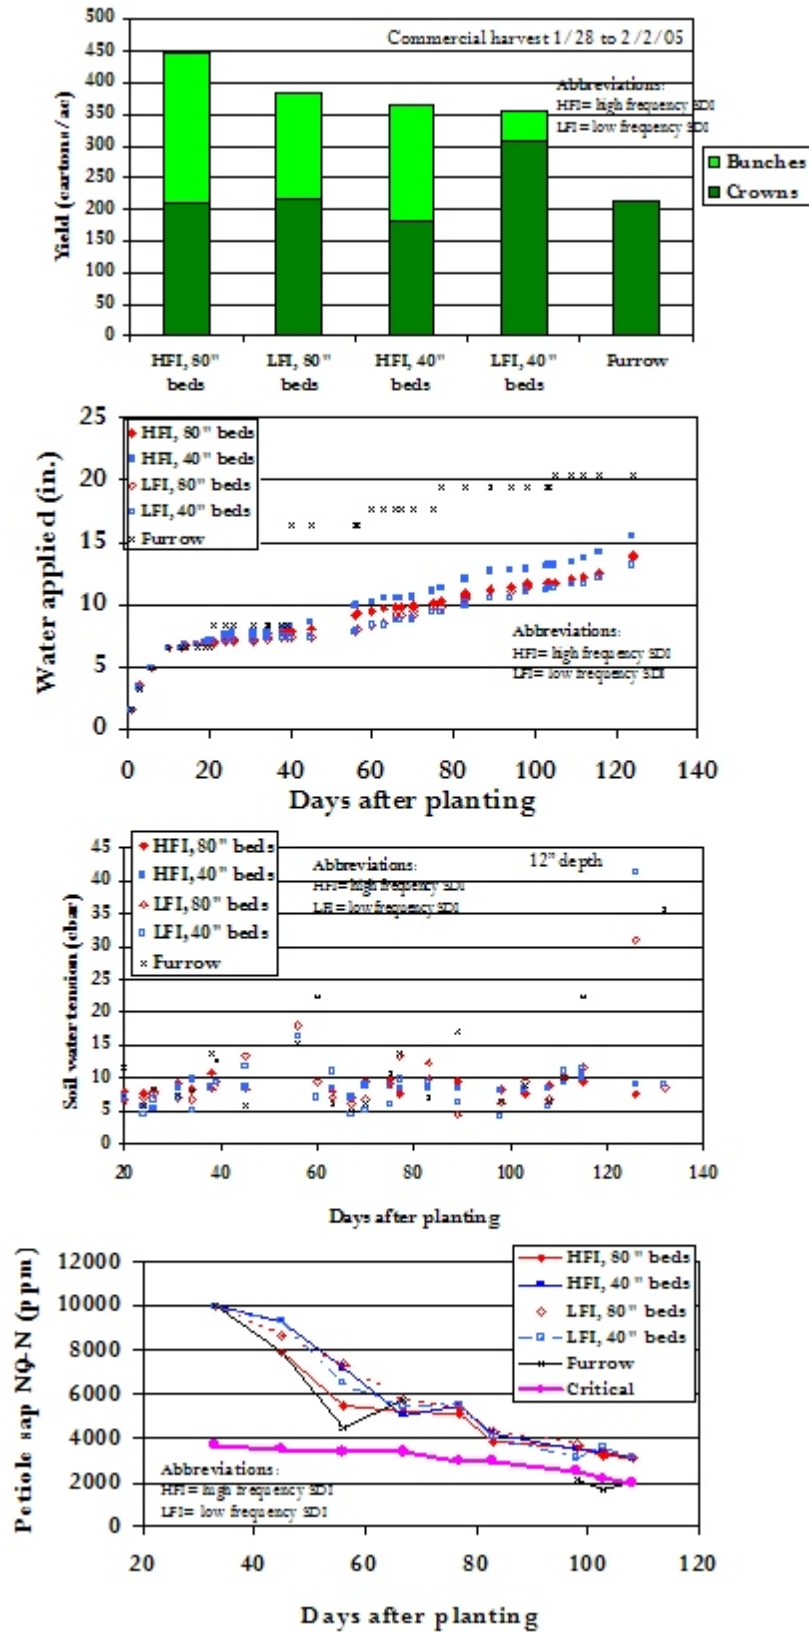 500
450
400
350
300
250
200
150
100
50
0
Yield (cartons/ac)
Commercial harvest 1/28 to 2/2/05
Abbreviations:
HFI= high frequency SDI
LFI= low frequency SDI
Bunches
Crowns
HFI, 80" beds
LFI, 80" beds
HFI, 40" beds
LFI, 40" beds
Furrow
25
20
15
10
5
0
Water applied (in.)
HFI, 80" beds
HFI, 40" beds
LFI, 80" beds
LFI, 40" beds
Furrow
Abbreviations:
HFI= high frequency SDI
LFI= low frequency SDI
0 20 40 60 80 100 120 140
Days after planting
45
40
35
30
25
20
15
10
5
0
Soil water tension (cbar)
HFI, 80" beds
HFI, 40" beds
LFI, 80" beds
LFI, 40" beds
Furrow
Abbreviations:
HFI= high frequency SDI
LFI= low frequency SDI
12" depth
20 40 60 80 100 120 140
Days after planting
12000
10000
8000
6000
4000
2000
0
Petiole sap NO3-N (ppm)
HFI, 80" beds
HFI, 40" beds
LFI, 80" beds
LFI, 40" beds
Furrow
Critical
Abbreviations:
HFI= high frequency SDI
LFI= low frequency SDI
20 40 60 80 100 120
Days after planting